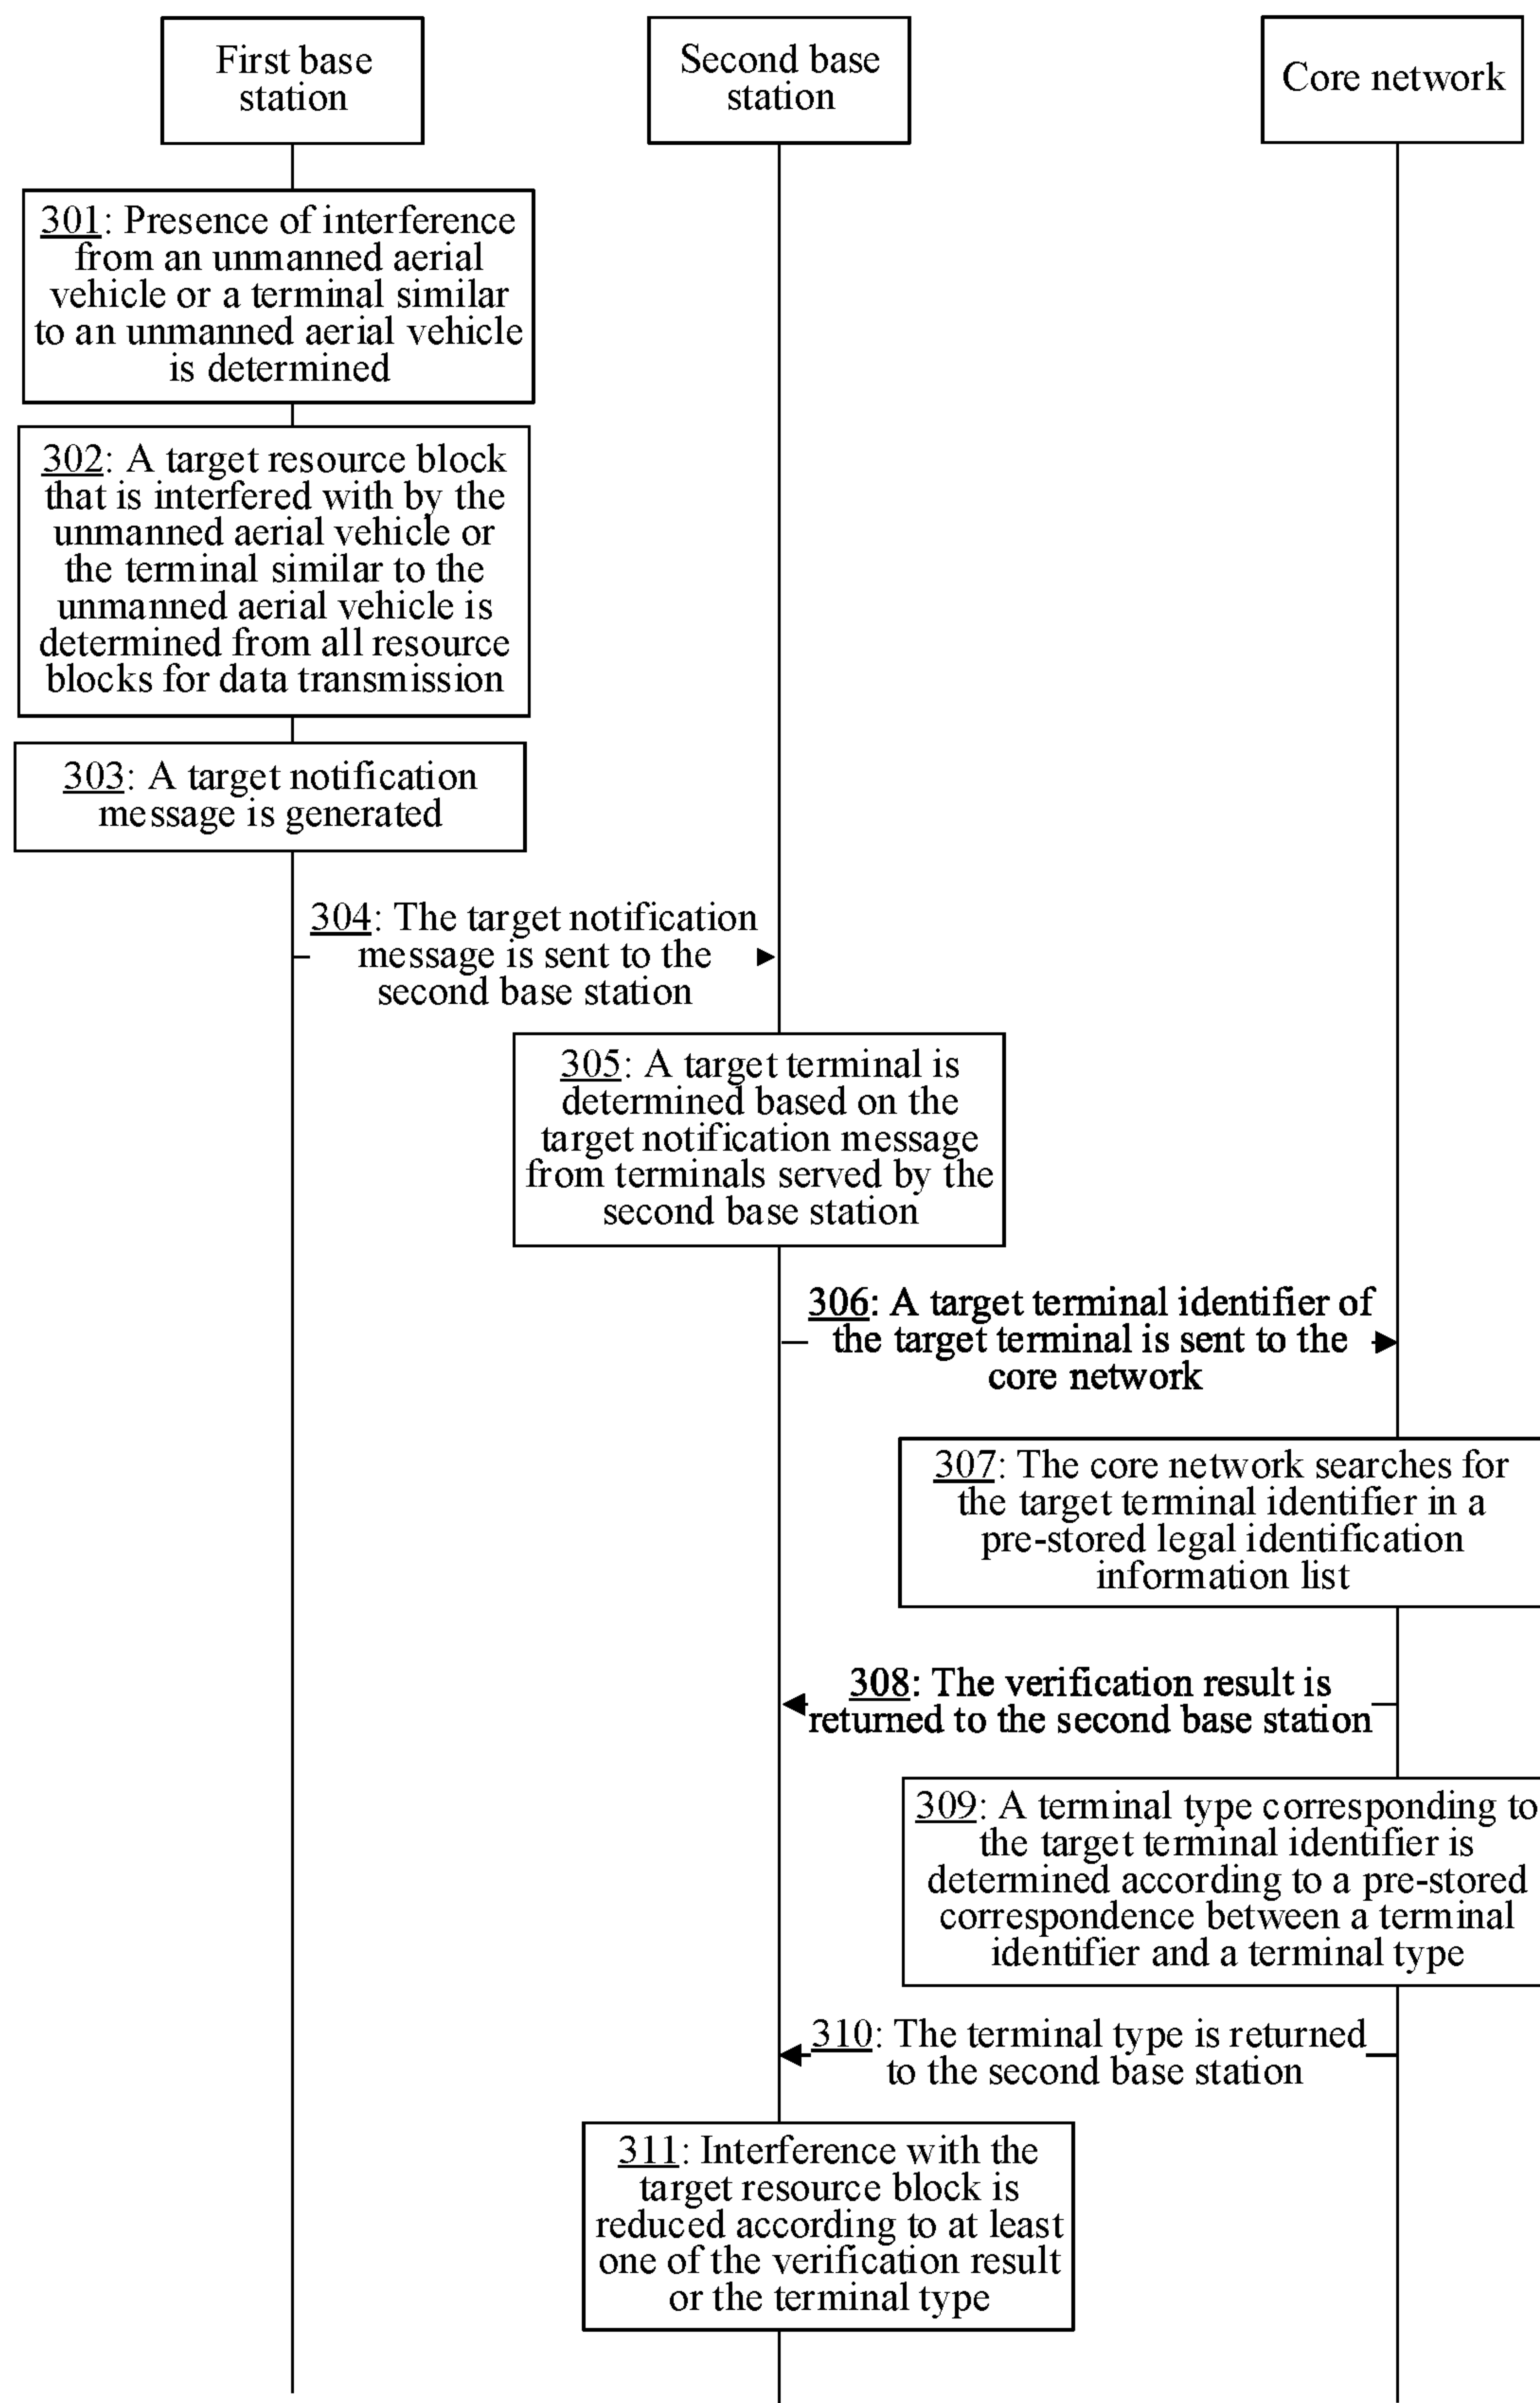 First base
station
Second base
station
Core network
301: Presence of interference
from an unmanned aerial
vehicle or a terminal similar
to an unmanned aerial vehicle
is determined
302: A target resource block
that is interfered with by the
unmanned aerial vehicle or
the terminal similar to the
unmanned aerial vehicle is
determined from all resource
blocks for data transmission
303: A target notification
message is generated
304: The target notification
message is sent to the
second base station
305: A target terminal is
determined based on the
target notification message
from terminals served by the
second base station
306: A target terminal identifier of
the target terminal is sent to the
core network
307: The core network searches for
the target terminal identifier in a
pre-stored legal identification
information list
308: The verification result is
returned to the second base station
309: A terminal type corresponding to
the target terminal identifier is
determined according to a pre-stored
correspondence between a terminal
identifier and a terminal type
310: The terminal type is returned
to the second base station
311: Interference with the
target resource block is
reduced according to at least
one of the verification result
or the terminal type